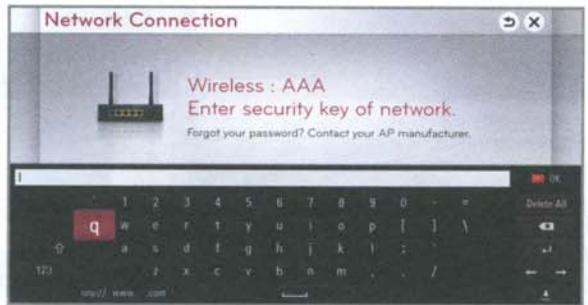 Network Connection
Wireless : AAA
Enter security key of network.
Forgot your password? Contact your AP manufacturer.
OK
` 1 2 3 4 5 6 7 8 9 0 - = Delete All
q w e r t y u i o p [ ] \
a s d f g h j k l ; '
123 z x c v b n m , . /
http:// www. .com